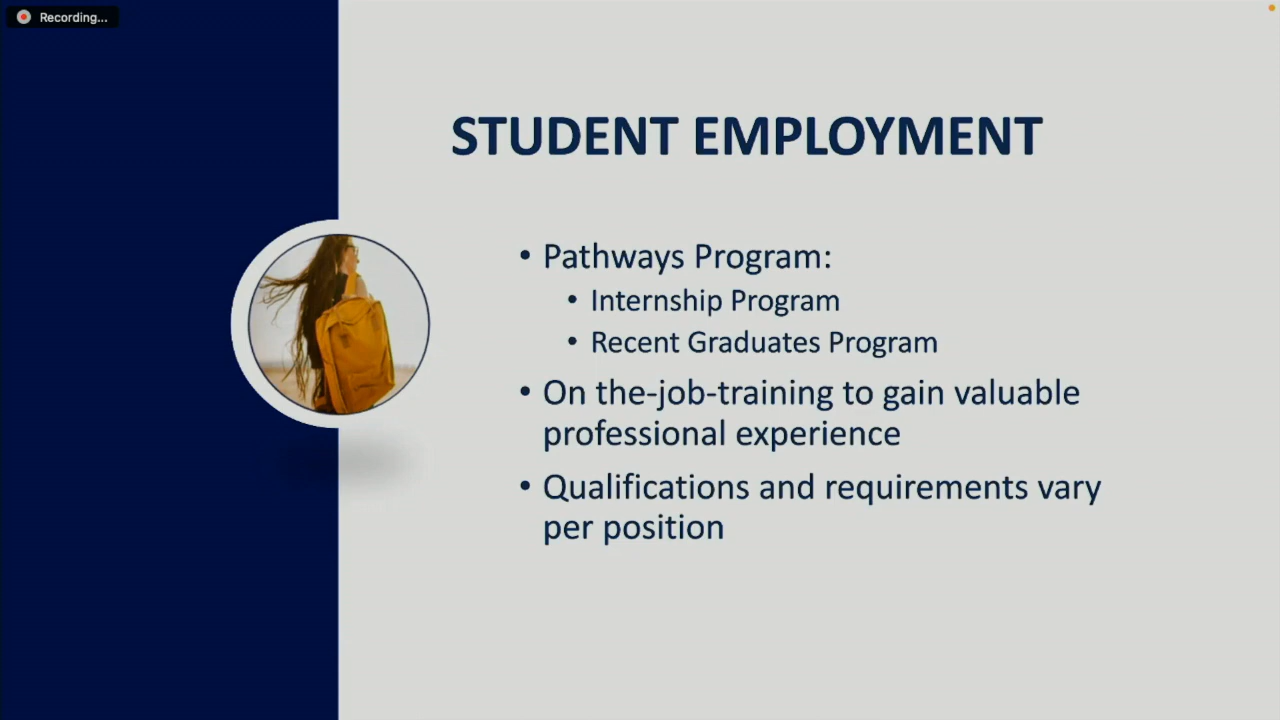 Recording...
STUDENT EMPLOYMENT
• Pathways Program:
• Internship Program
• Recent Graduates Program
• On the-job-training to gain valuable
professional experience
• Qualifications and requirements vary
per position